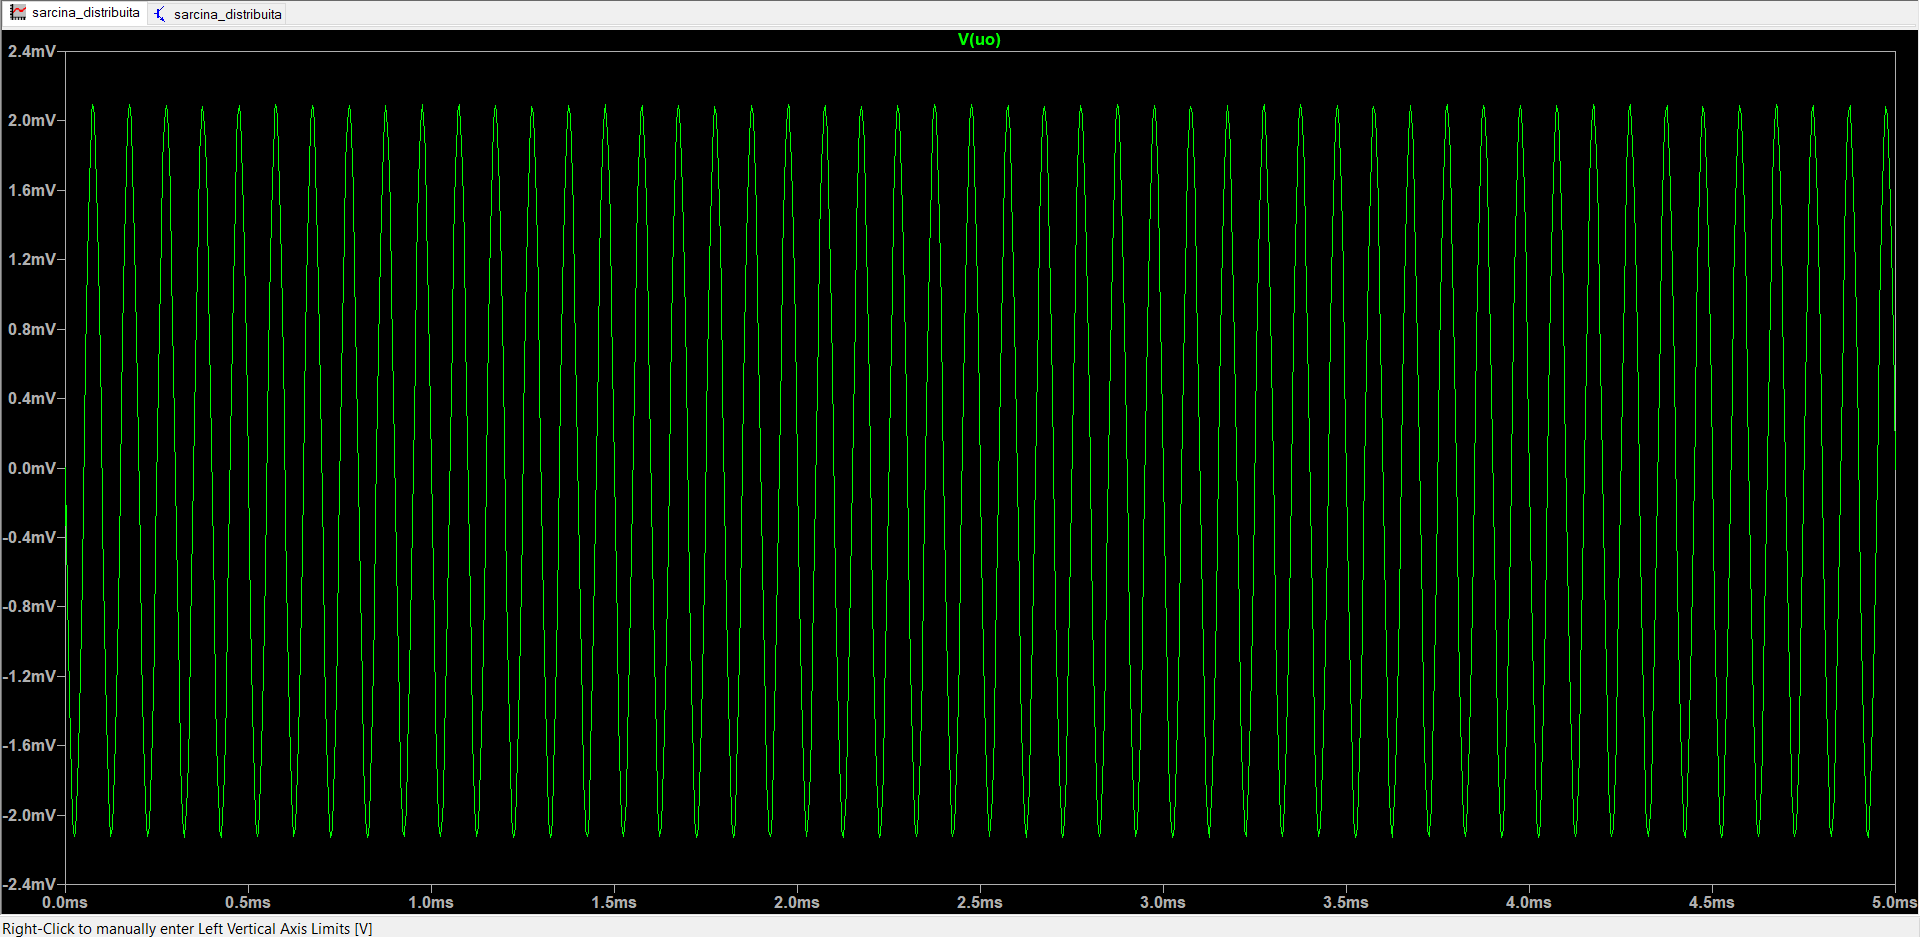 sarcina_distribuita sarcina_distribuita
V(uo)
2.4mV
2.0mV
1.6mV
1.2mV
0.8mV
0.4mV
0.0mV
-0.4mV
-0.8mV
-1.2mV
-1.6mV
-2.0mV
-2.4mV
0.0ms 0.5ms 1.0ms 1.5ms 2.0ms 2.5ms 3.0ms 3.5ms 4.0ms 4.5ms 5.0ms
Right-Click to manually enter Left Vertical Axis Limits [V]